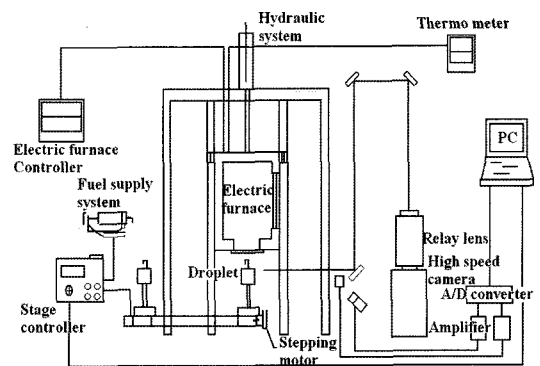 Hydraulic
system
Thermo meter
Electric furnace
Controller
PC
Fuel supply
system
Electric
furnace
Relay lens
High speed
camera
Droplet
A/D converter
Stage
controller
Amplifier
Stepping
motor